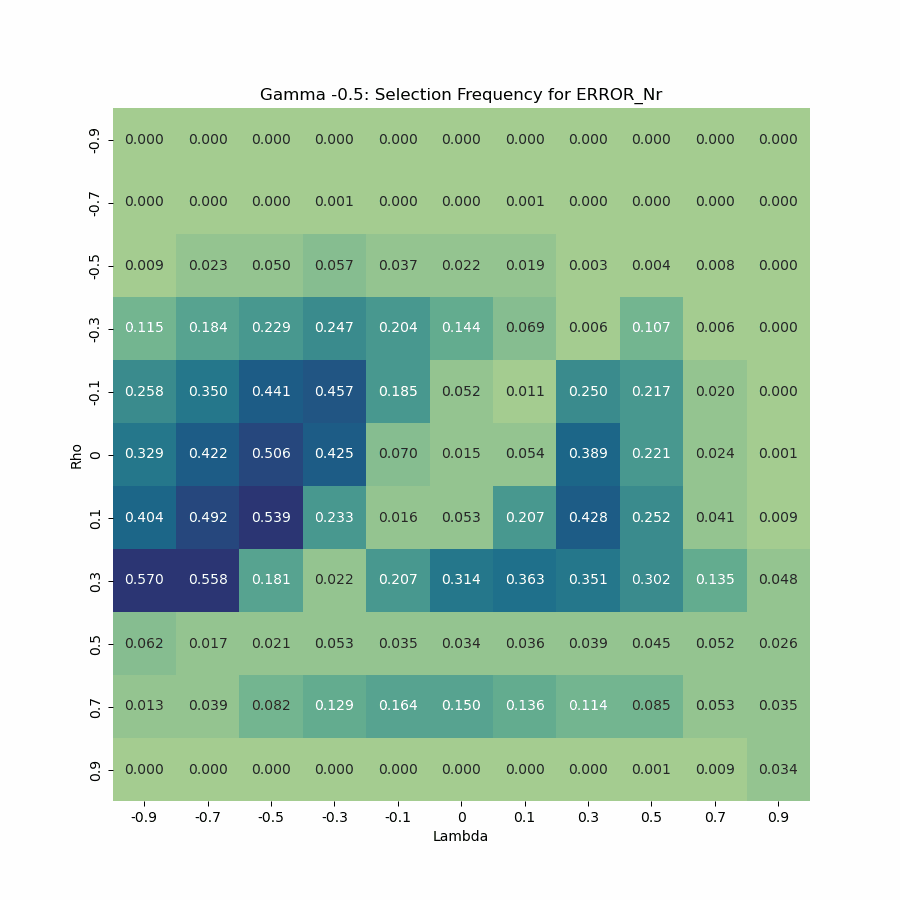 Gamma -0.5: Selection Frequency for ERROR_Nr
-0.9 0.000 0.000 0.000 0.000 0.000 0.000 0.000 0.000 0.000 0.000 0.000
-0.7 0.000 0.000 0.000 0.001 0.000 0.000 0.001 0.000 0.000 0.000 0.000
-0.5 0.009 0.023 0.050 0.057 0.037 0.022 0.019 0.003 0.004 0.008 0.000
-0.3 0.115 0.184 0.229 0.247 0.204 0.144 0.069 0.006 0.107 0.006 0.000
-0.1 0.258 0.350 0.441 0.457 0.185 0.052 0.011 0.250 0.217 0.020 0.000
Rho
0 0.329 0.422 0.506 0.425 0.070 0.015 0.054 0.389 0.221 0.024 0.001
0.1 0.404 0.492 0.539 0.233 0.016 0.053 0.207 0.428 0.252 0.041 0.009
0.3 0.570 0.558 0.181 0.022 0.207 0.314 0.363 0.351 0.302 0.135 0.048
0.5 0.062 0.017 0.021 0.053 0.035 0.034 0.036 0.039 0.045 0.052 0.026
0.7 0.013 0.039 0.082 0.129 0.164 0.150 0.136 0.114 0.085 0.053 0.035
0.9 0.000 0.000 0.000 0.000 0.000 0.000 0.000 0.000 0.001 0.009 0.034
-0.9 -0.7 -0.5 -0.3 -0.1 0 0.1 0.3 0.5 0.7 0.9
Lambda